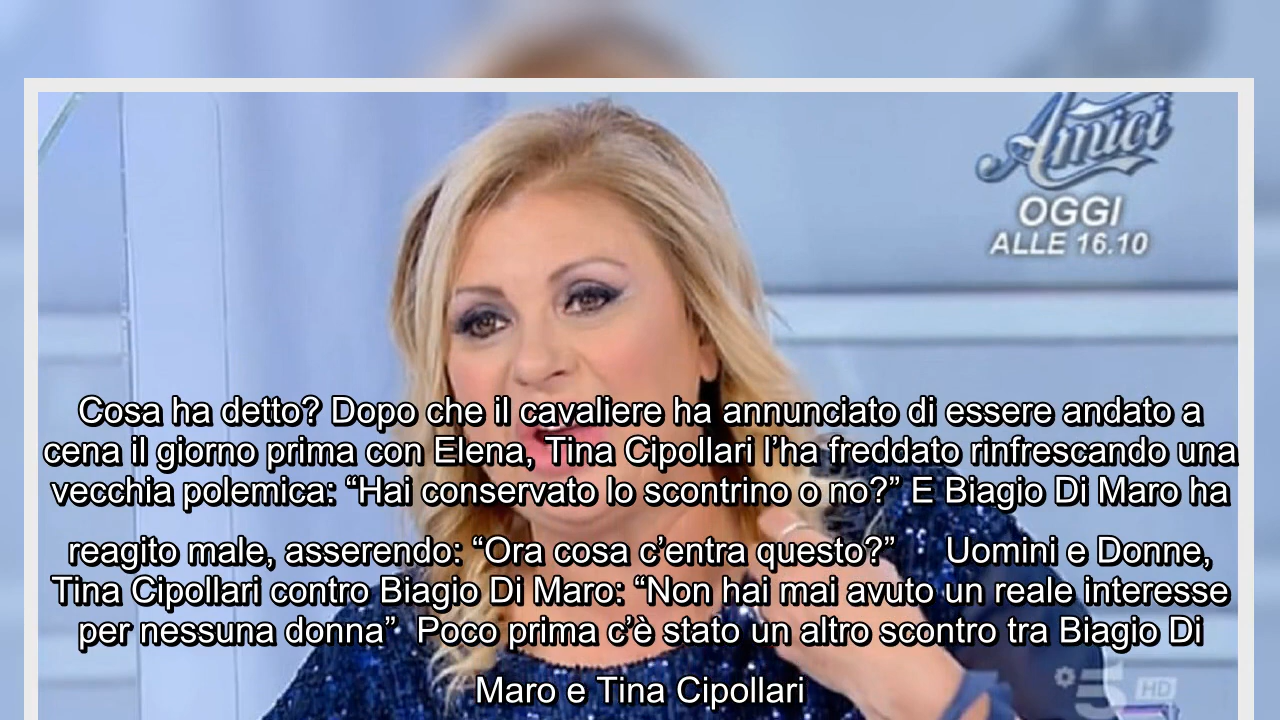 Amici
OGGI
ALLE 16.10
Cosa ha detto? Dopo che il cavaliere ha annunciato di essere andato a
cena il giorno prima con Elena, Tina Cipollari l’ha freddato rinfrescando una
vecchia polemica: “Hai conservato lo scontrino o no?” E Biagio Di Maro ha
reagito male, asserendo: “Ora cosa c’entra questo?” Uomini e Donne,
Tina Cipollari contro Biagio Di Maro: “Non hai mai avuto un reale interesse
per nessuna donna” Poco prima c’è stato un altro scontro tra Biagio Di
Maro e Tina Cipollari
5 HD